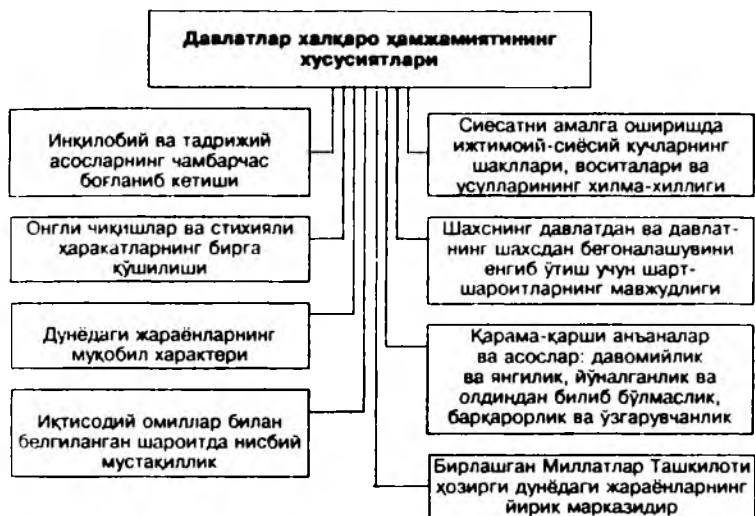 Давлатлар халқаро ҳамжамиятининг
хусусиятлари
Инқилобий ва тадрижий
асосларнинг чамбарчас
боғланиб кетиши
Онгли чиқишлар ва стихияли
ҳаракатларнинг бирга
қўшилиши
Дунёдаги жараёнларнинг
муқобил характери
Иқтисодий омиллар билан
белгиланган шароитда нисбий
мустақиллик
Сиесатни амалга оширишда
ижтимоий-сиёсий кучларнинг
шакллари, воситалари ва
усулларининг хилма-хиллиги
Шахснинг давлатдан ва давлат-
нинг шахсдан бегоналашувини
енгиб ўтиш учун шарт-
шароитларнинг мавжудлиги
Қарама-қарши анъаналар
ва асослар: давомийлик
ва янгилик, йўналганлик ва
олдиндан билиб бўлмаслик,
барқарорлик ва ўзгарувчанлик
Бирлашган Миллатлар Ташкилоти
ҳозирги дунёдаги жараёнларнинг
йирик марказидир